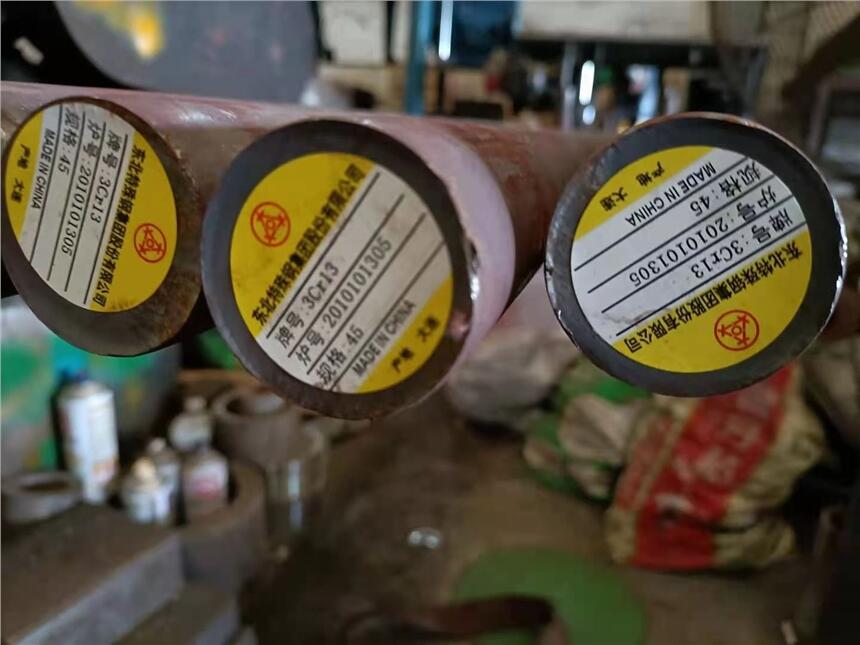 东北特殊钢集团股份有限公司
牌号:3Cr13
炉号:2010101305
规格:45
MADE IN CHINA
产地 大连
东北特殊钢集团股份有限公司
牌号:3Cr13
炉号:2010101305
规格:45
MADE IN CHINA
产地 大连
东北特殊钢集团股份有限公司
牌号:3Cr13
炉号:2010101305
规格:45
MADE IN CHINA
产地 大连